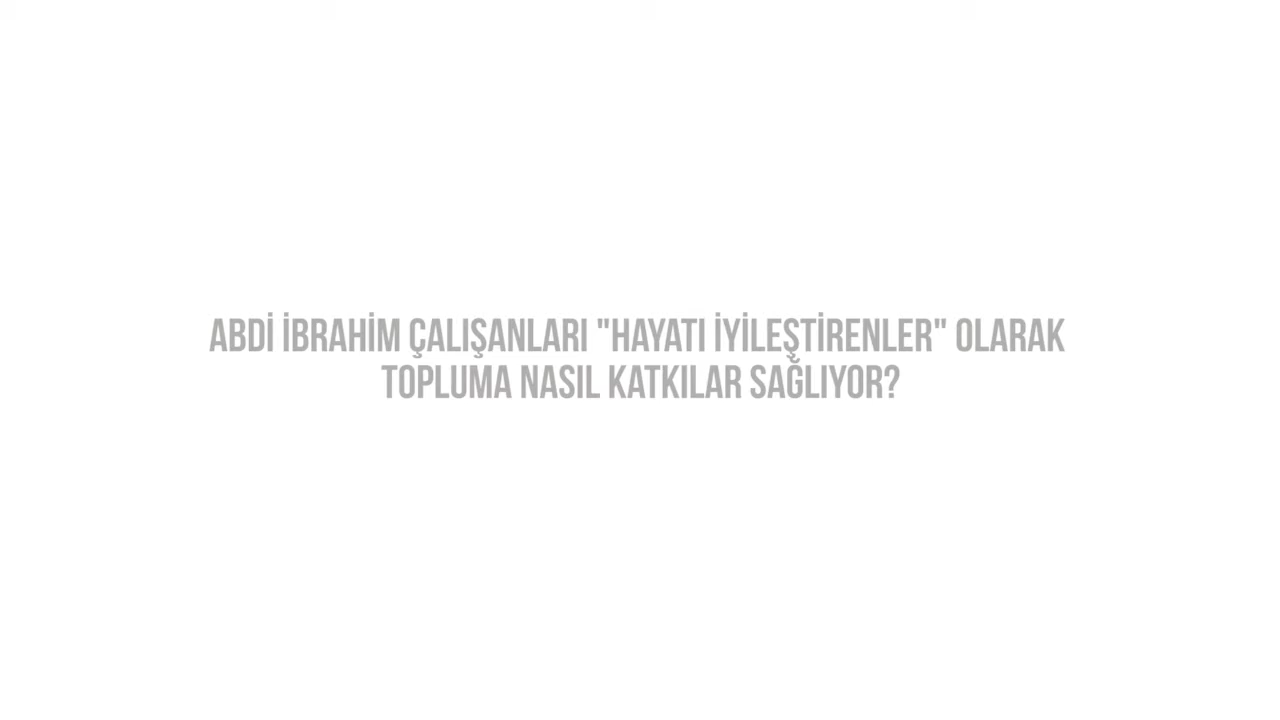 ABDİ İBRAHİM ÇALIŞANLARI "HAYATI İYİLEŞTİRENLER" OLARAK
TOPLUMA NASIL KATKILAR SAĞLIYOR?